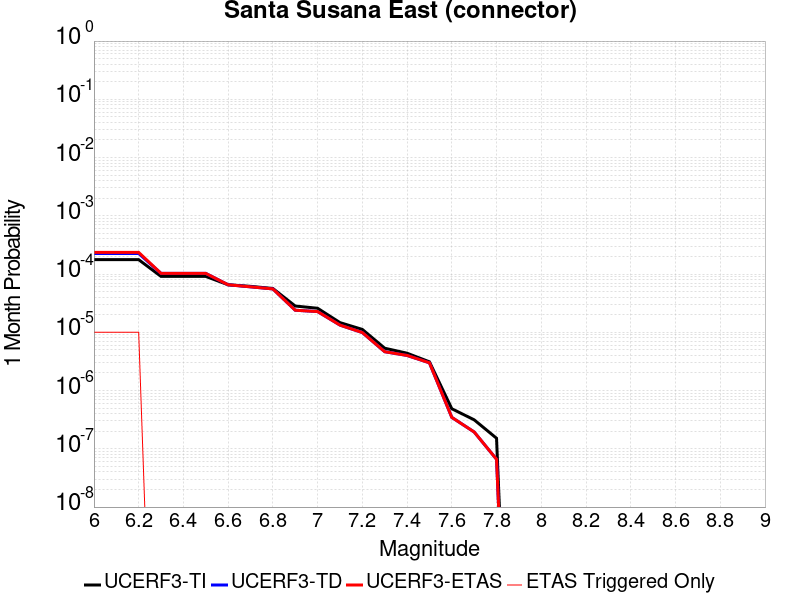 Santa Susana East (connector)
10^0
10^-1
10^-2
10^-3
10^-4
10^-5
10^-6
10^-7
10^-8
1 Month Probability
6 6.2 6.4 6.6 6.8 7 7.2 7.4 7.6 7.8 8 8.2 8.4 8.6 8.8 9
Magnitude
UCERF3-TI UCERF3-TD UCERF3-ETAS ETAS Triggered Only